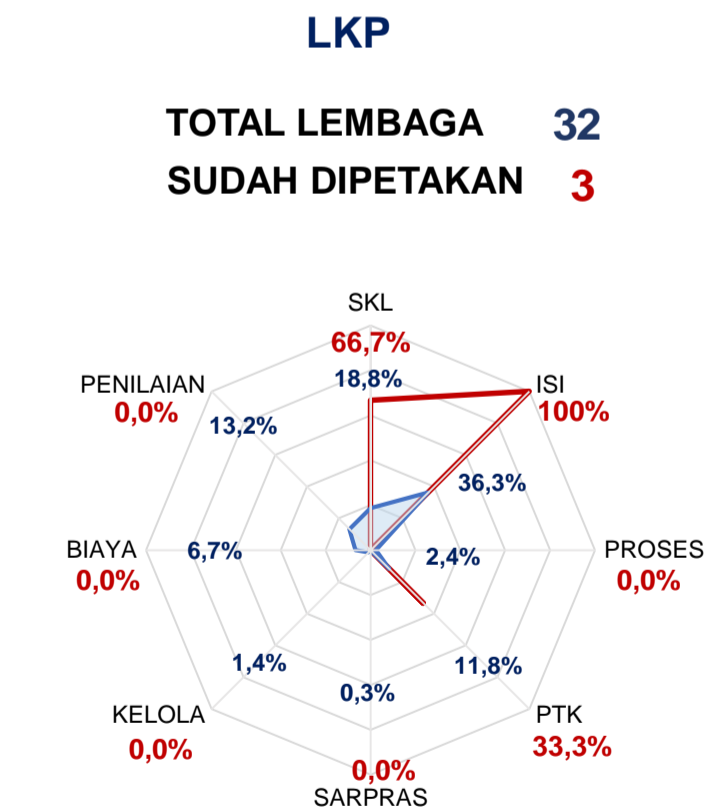 LKP
TOTAL LEMBAGA 32
SUDAH DIPETAKAN 3
SKL
66,7%
18,8%
PENILAIAN
0,0%
13,2%
ISI
100%
36,3%
BIAYA
0,0%
6,7%
2,4%
PROSES
0,0%
1,4%
0,3%
11,8%
KELOLA
0,0%
PTK
33,3%
0,0%
SARPRAS